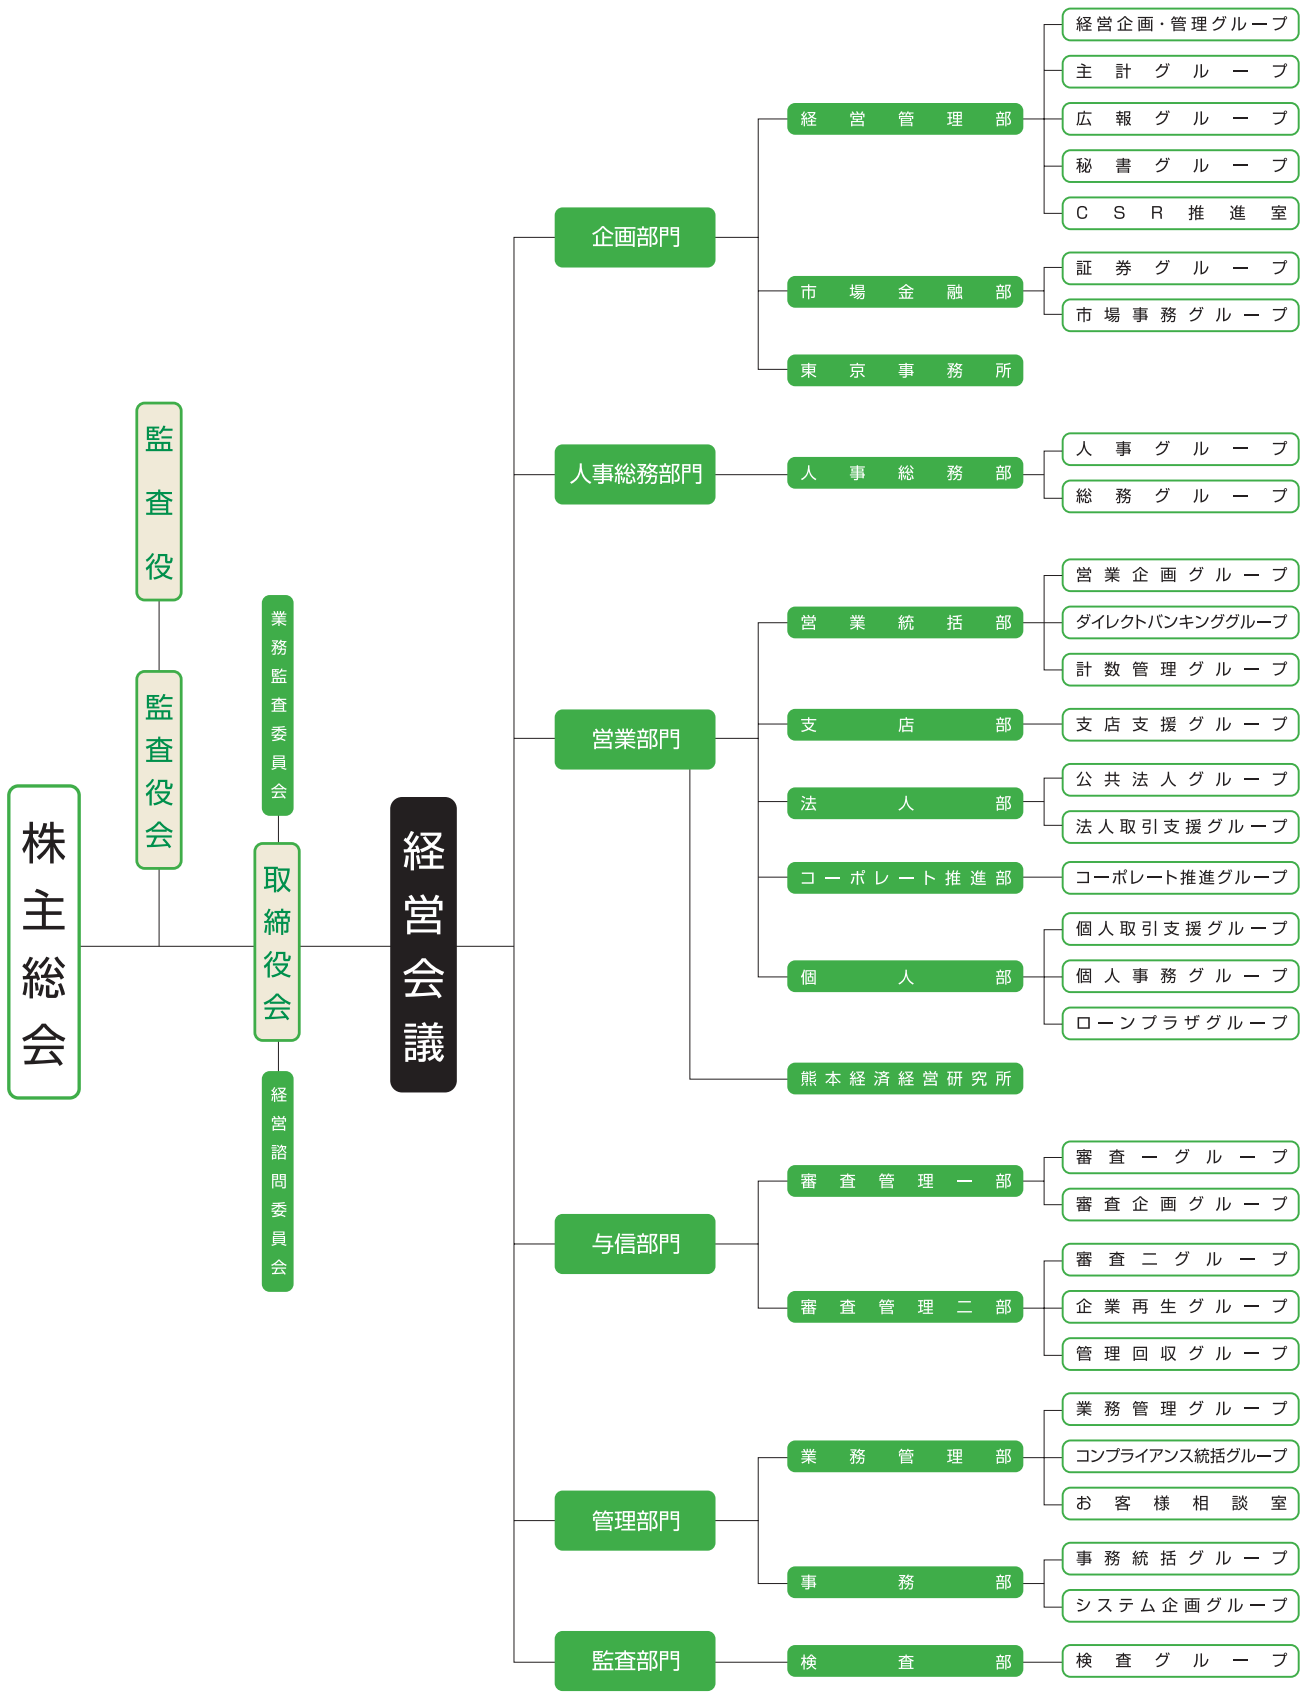 株主総会
監査役
監査役会
業務監査委員会
取締役会
経営諮問委員会
経営会議
企画部門
経営管理部
経営企画・管理グループ
主計グループ
広報グループ
秘書グループ
CSR推進室
市場金融部
証券グループ
市場事務グループ
東京事務所
人事総務部門
人事総務部
人事グループ
総務グループ
営業部門
営業統括部
営業企画グループ
ダイレクトバンキンググループ
計数管理グループ
支店部
支店支援グループ
法人部
公共法人グループ
法人取引支援グループ
コーポレート推進部
コーポレート推進グループ
個人部
個人取引支援グループ
個人事務グループ
ローンプラザグループ
熊本経済経営研究所
与信部門
審査管理一部
審査一グループ
審査企画グループ
審査管理二部
審査二グループ
企業再生グループ
管理回収グループ
管理部門
業務管理部
業務管理グループ
コンプライアンス統括グループ
お客様相談室
事務部
事務統括グループ
システム企画グループ
監査部門
検査部
検査グループ